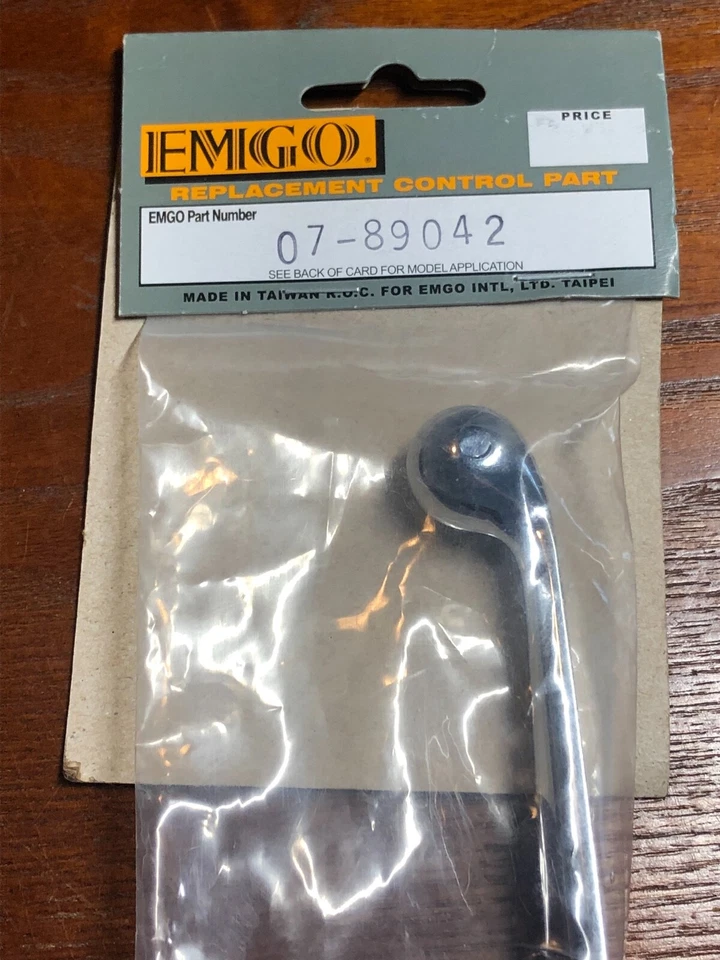 PRICE
EMGO®
REPLACEMENT CONTROL PART
EMGO Part Number
07-89042
SEE BACK OF CARD FOR MODEL APPLICATION
MADE IN TAIWAN R.O.C. FOR EMGO INTL, LTD. TAIPEI